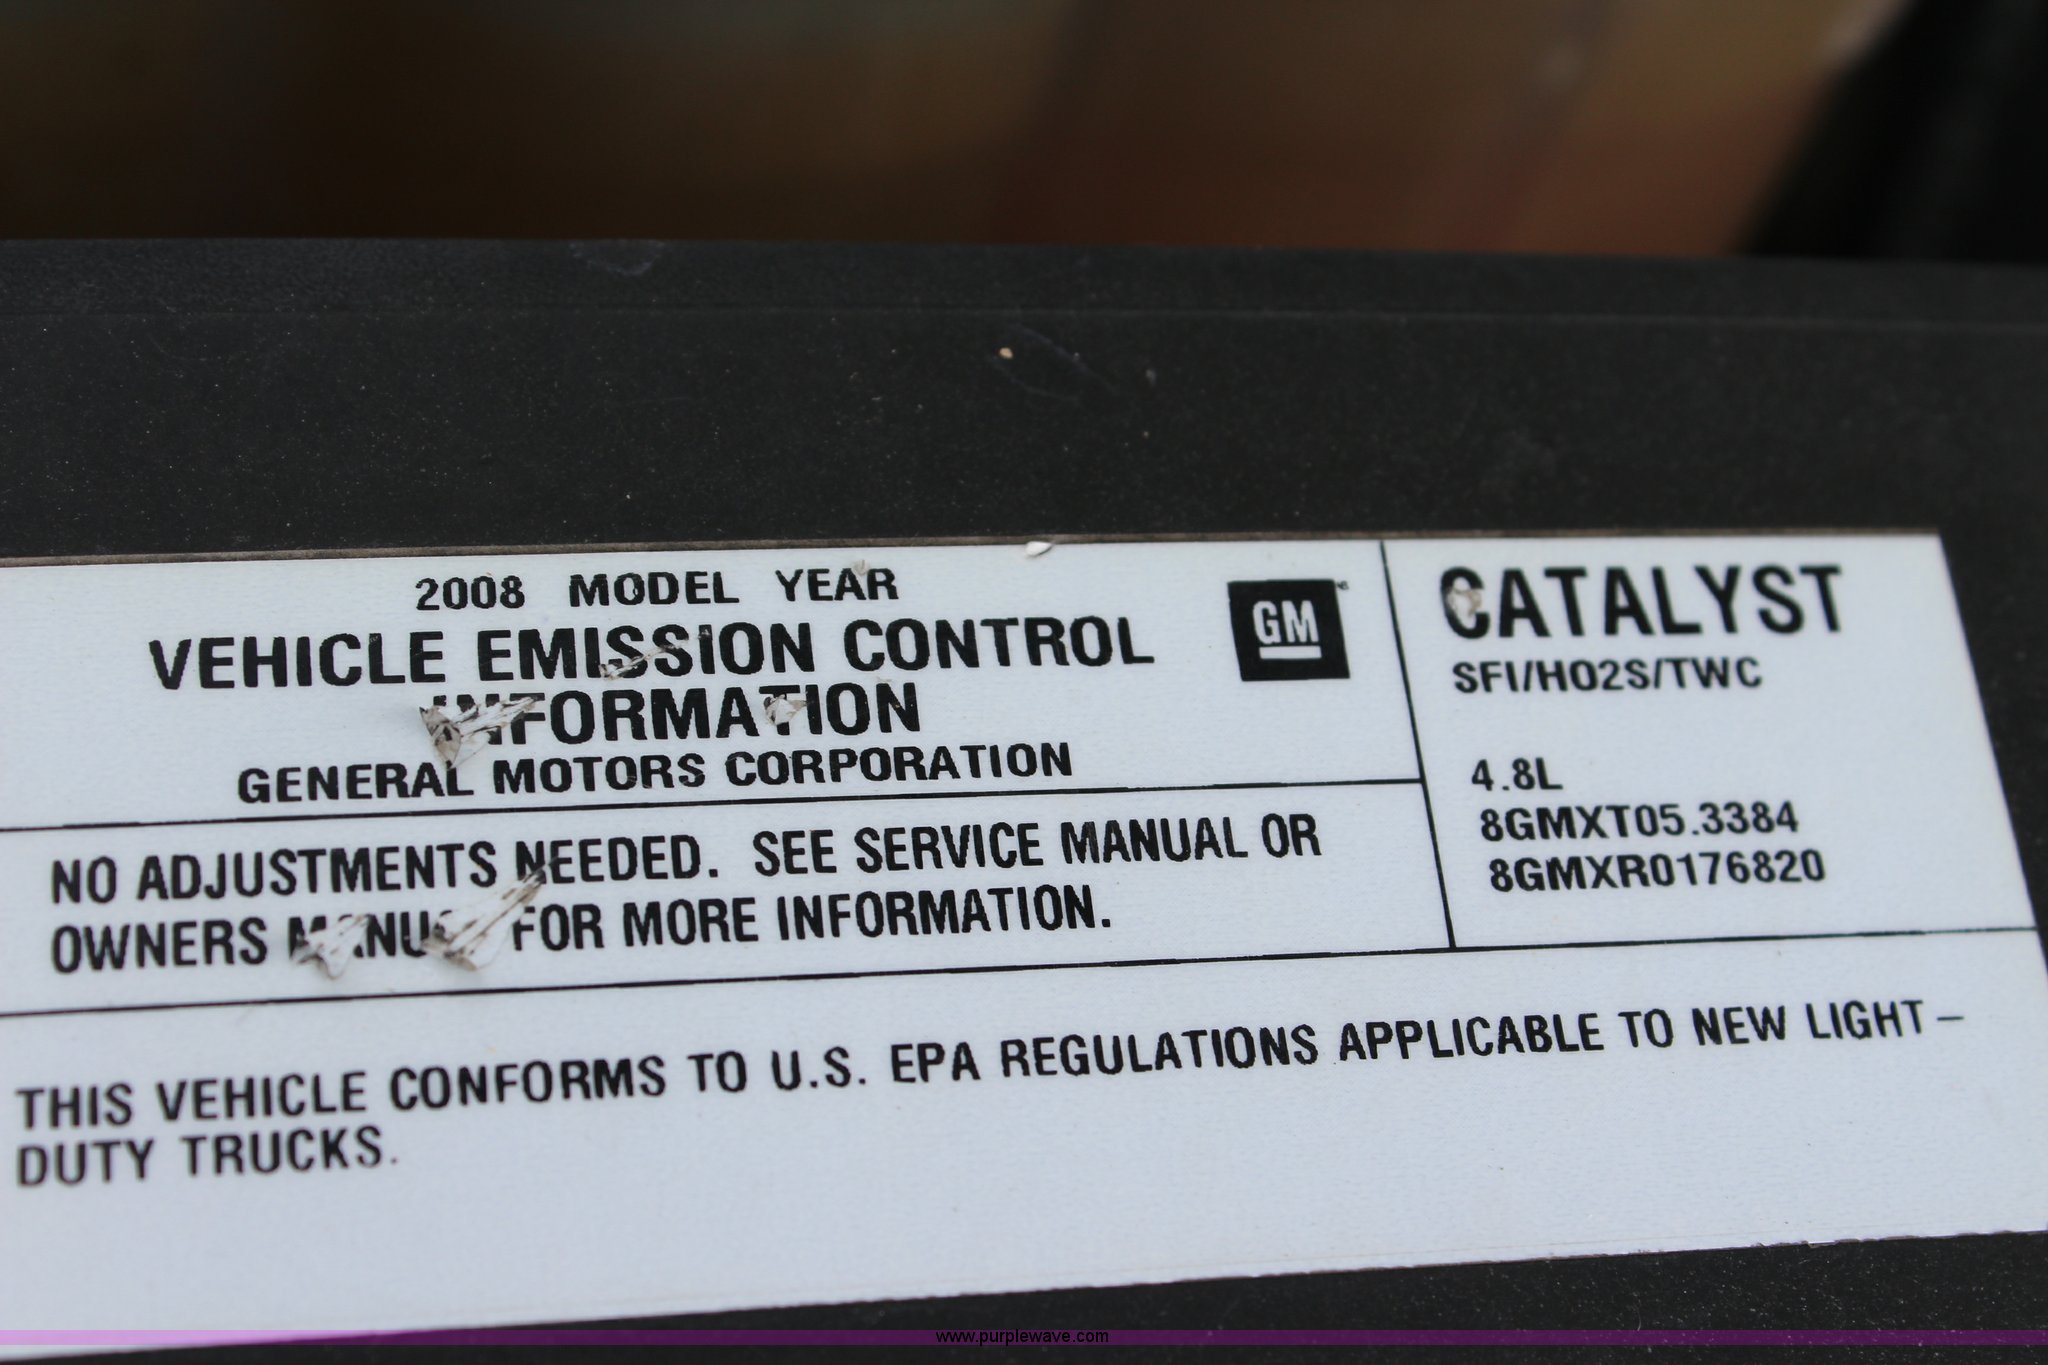 2008 MODEL YEAR
VEHICLE EMISSION CONTROL
INFORMATION
GENERAL MOTORS CORPORATION
GM
NO ADJUSTMENTS NEEDED. SEE SERVICE MANUAL OR
OWNERS MANUAL FOR MORE INFORMATION.
CATALYST
SFI/HO2S/TWC
4.8L
8GMXT05.3384
8GMXR0176820
THIS VEHICLE CONFORMS TO U.S. EPA REGULATIONS APPLICABLE TO NEW LIGHT-
DUTY TRUCKS.
www.purplewave.com